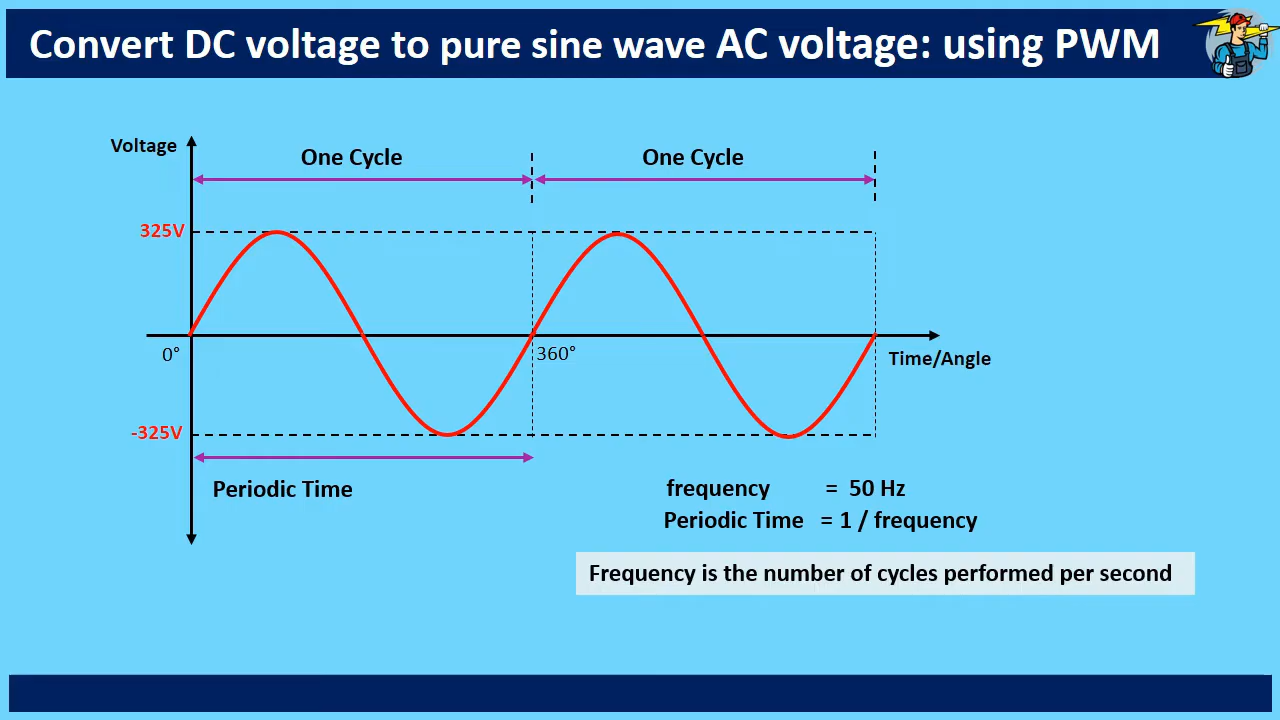 Convert DC voltage to pure sine wave AC voltage: using PWM
Voltage
One Cycle
One Cycle
325V
0°
360°
Time/Angle
-325V
Periodic Time
frequency = 50 Hz
Periodic Time = 1 / frequency
Frequency is the number of cycles performed per second